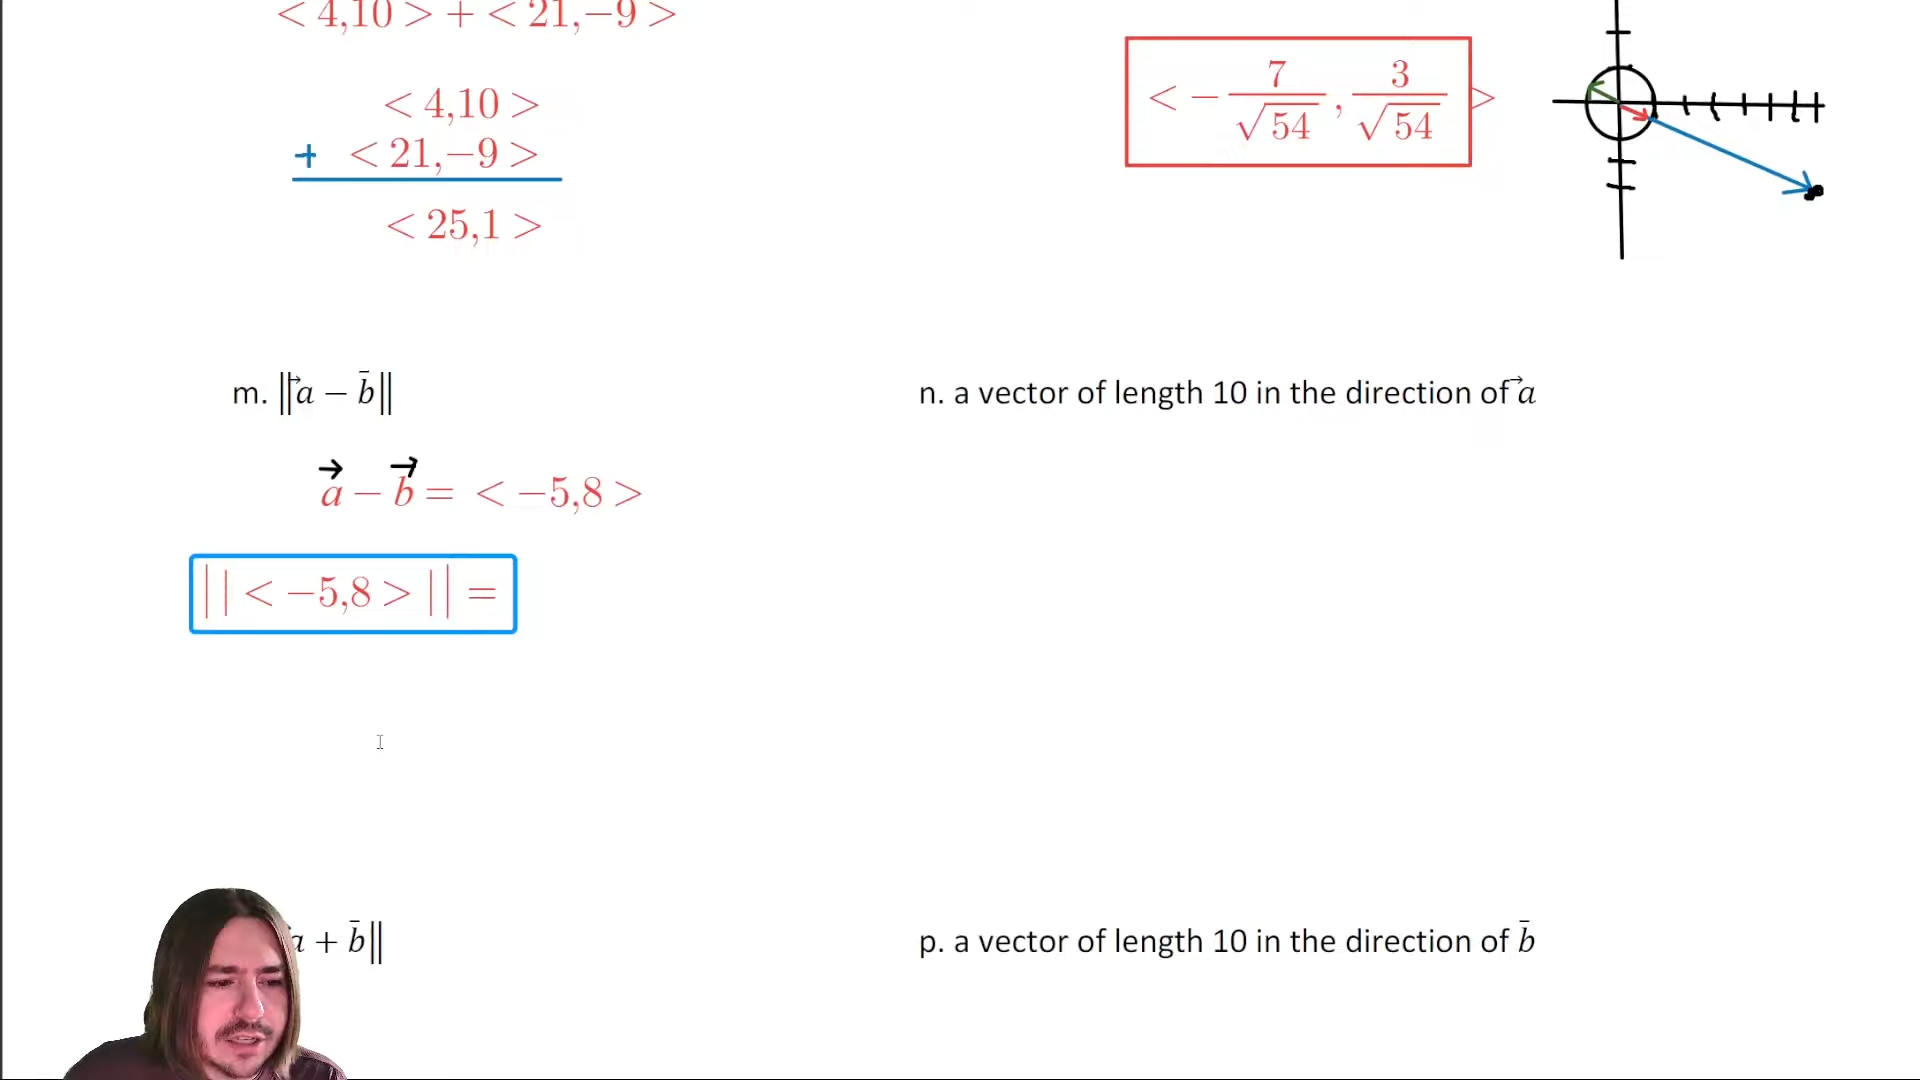 < 4,10 > + < 21,−9 >
< 4,10 >
+ < 21,−9 >
< 25,1 >
< − 7/√54 , 3/√54 >
m. ‖a⃗ − b̄‖
a⃗ − b⃗ = < −5,8 >
|| < −5,8 > || =
n. a vector of length 10 in the direction of a⃗
a + b̄‖
p. a vector of length 10 in the direction of b̄